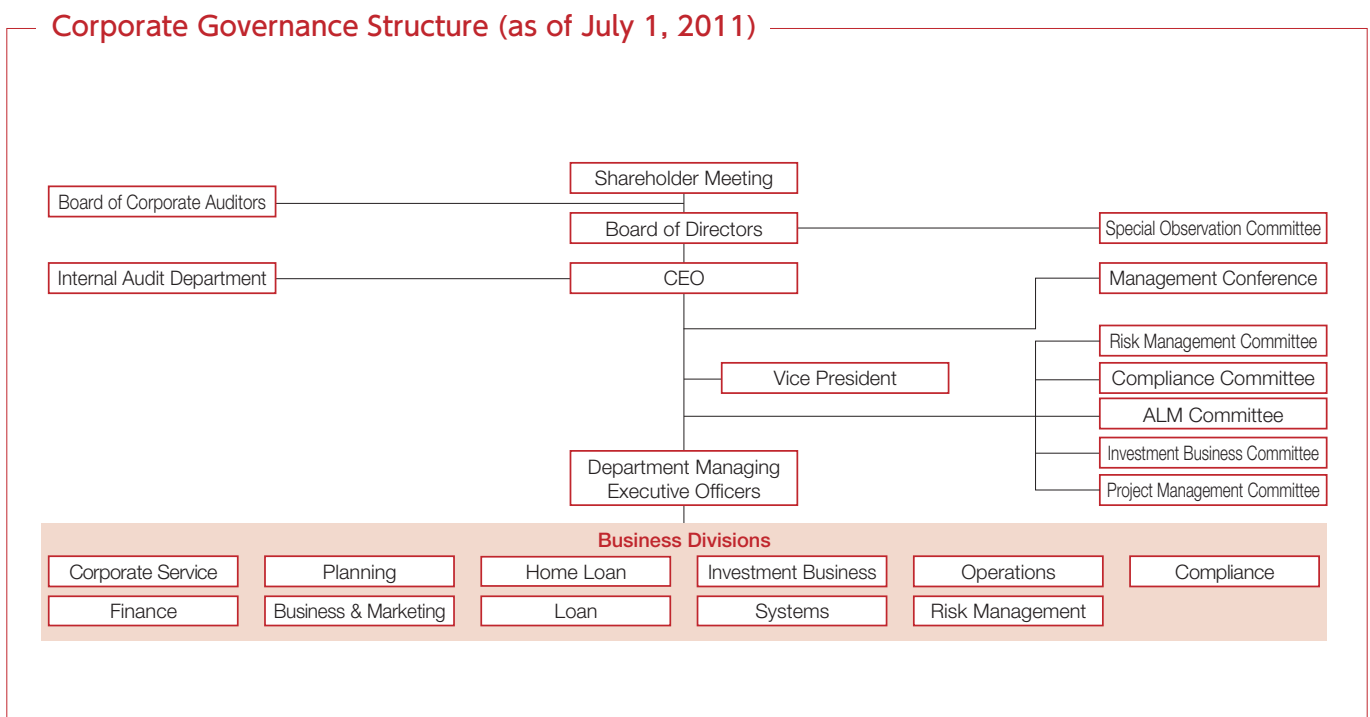 Corporate Governance Structure (as of July 1, 2011)
Shareholder Meeting
Board of Corporate Auditors
Board of Directors
Special Observation Committee
Internal Audit Department
CEO
Management Conference
Risk Management Committee
Vice President
Compliance Committee
ALM Committee
Department Managing
Executive Officers
Investment Business Committee
Project Management Committee
Business Divisions
Corporate Service
Planning
Home Loan
Investment Business
Operations
Compliance
Finance
Business & Marketing
Loan
Systems
Risk Management